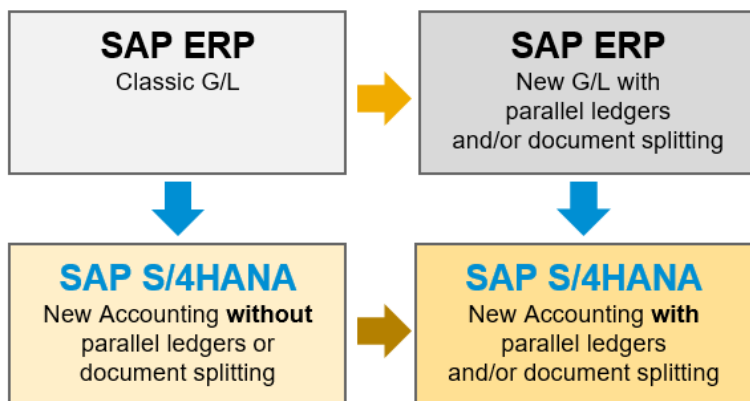 SAP ERP
Classic G/L
SAP ERP
New G/L with
parallel ledgers
and/or document splitting
SAP S/4HANA
New Accounting without
parallel ledgers or
document splitting
SAP S/4HANA
New Accounting with
parallel ledgers
and/or document splitting